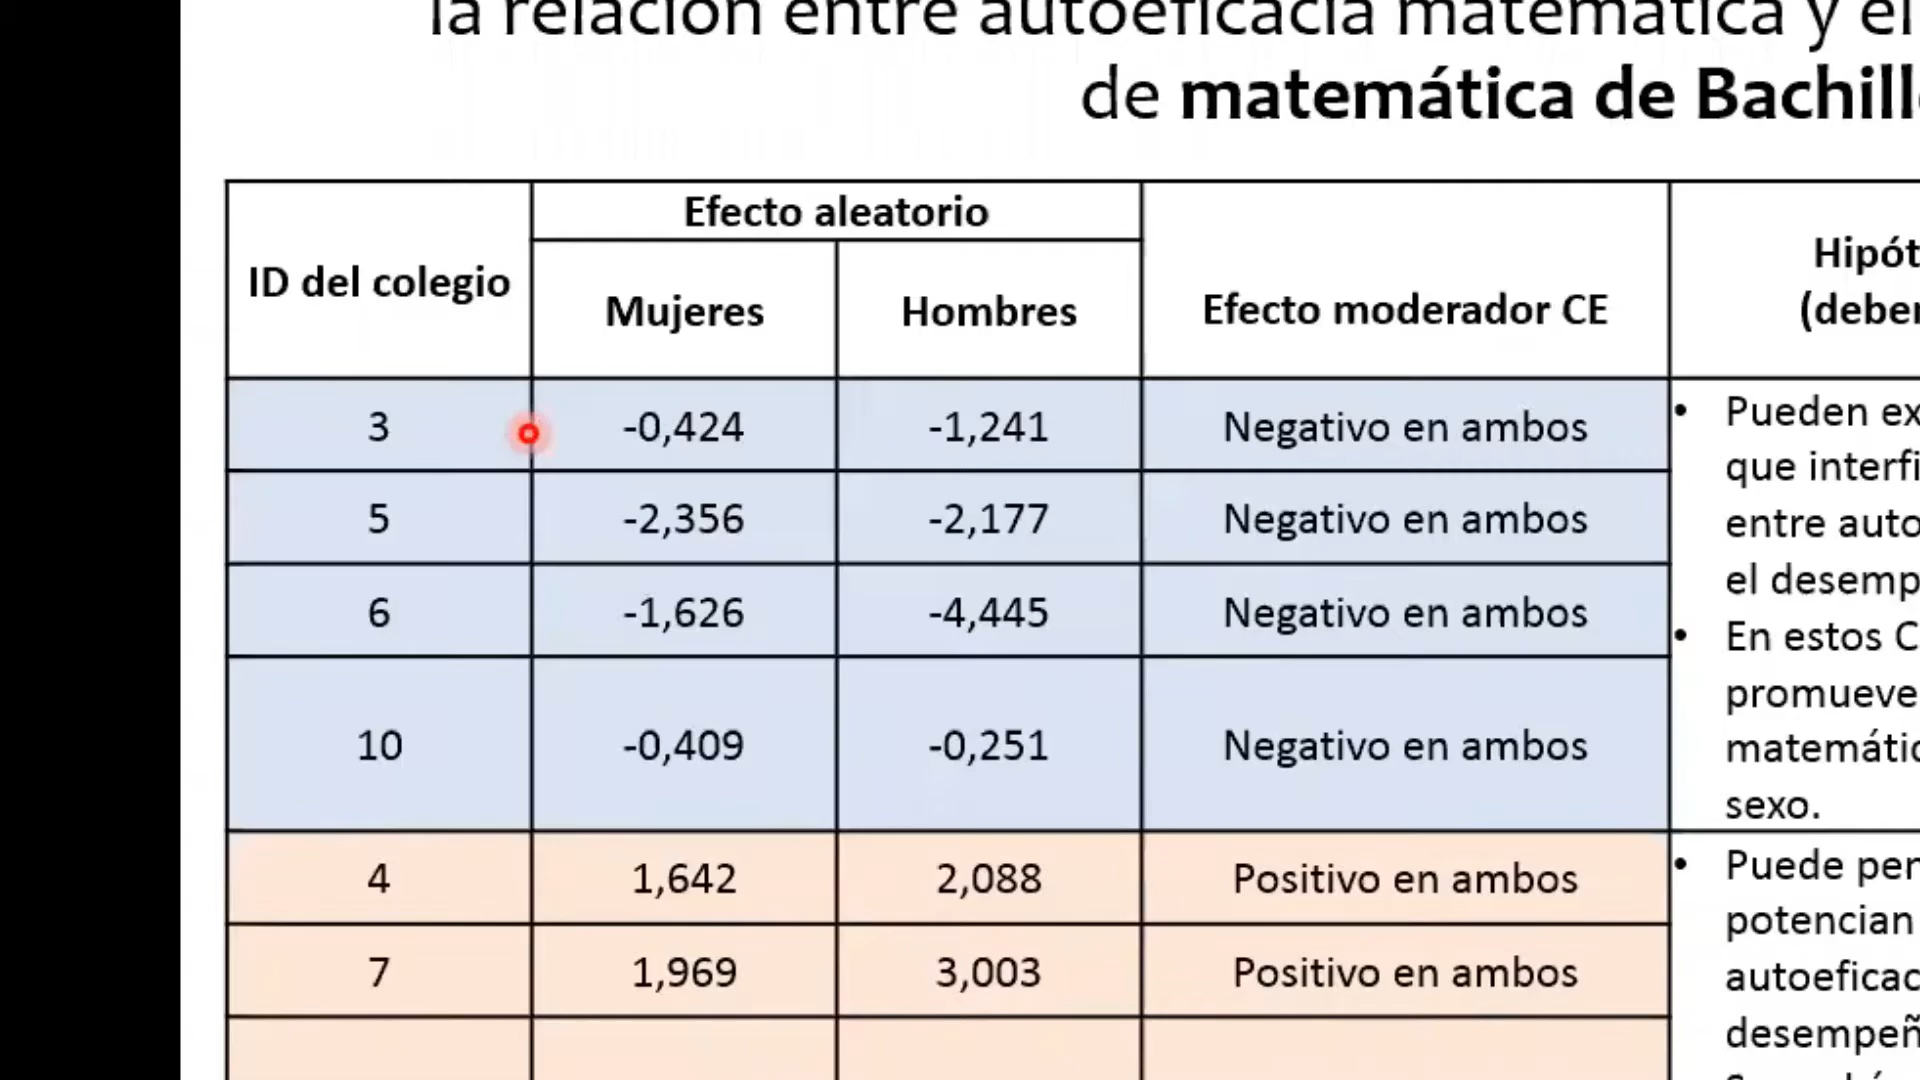 la relación entre autoeficacia matemática y el
de matemática de Bachill
ID del colegio
Efecto aleatorio
Mujeres
Hombres
Efecto moderador CE
Hipót
(deber
3 -0,424 -1,241 Negativo en ambos
5 -2,356 -2,177 Negativo en ambos
6 -1,626 -4,445 Negativo en ambos
10 -0,409 -0,251 Negativo en ambos
• Pueden ex
que interfi
entre auto
el desemp
• En estos C
promueve
matemátic
sexo.
4 1,642 2,088 Positivo en ambos
7 1,969 3,003 Positivo en ambos
• Puede per
potencian
autoeficac
desempeñ